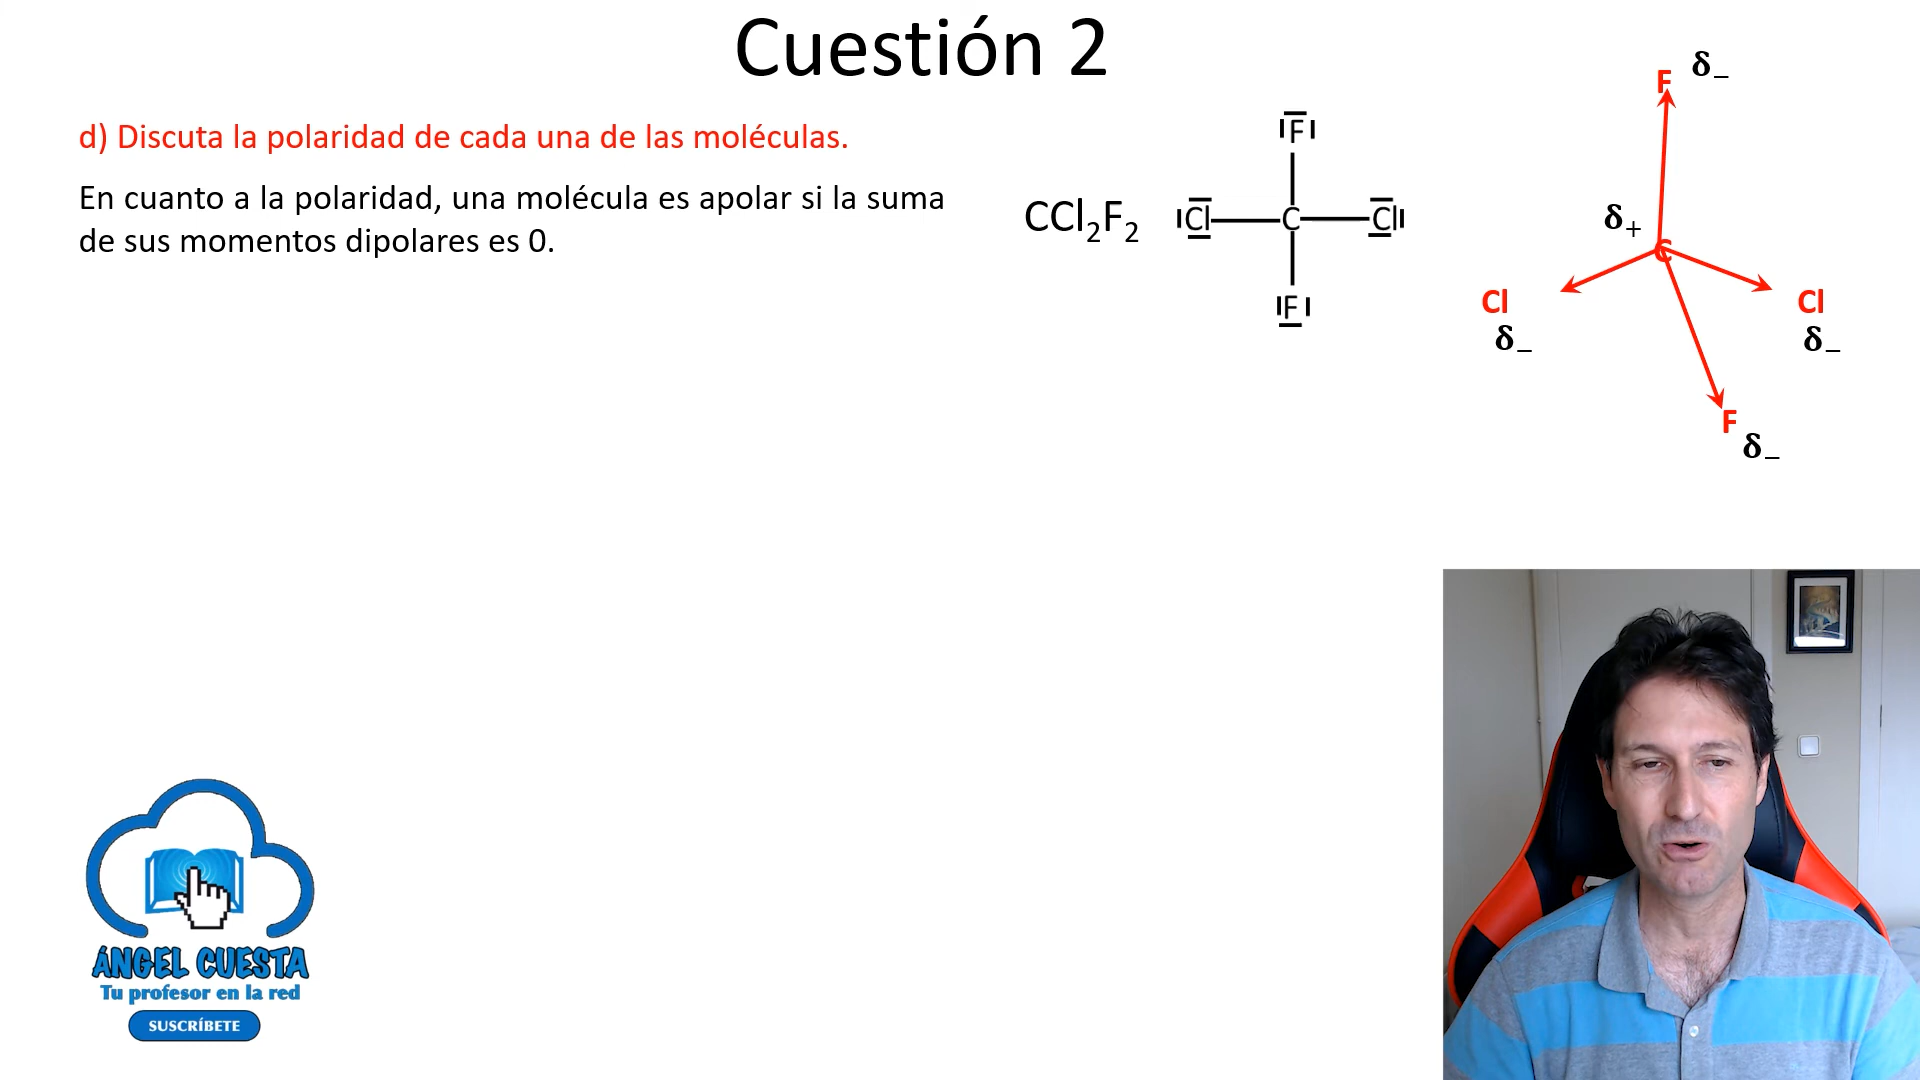 Cuestión 2
d) Discuta la polaridad de cada una de las moléculas.
En cuanto a la polaridad, una molécula es apolar si la suma
de sus momentos dipolares es 0.
CCl₂F₂
F
Cl C Cl
F
F δ₋
δ₊
C
Cl Cl
δ₋ δ₋
F
δ₋
ÁNGEL CUESTA
Tu profesor en la red
SUSCRÍBETE